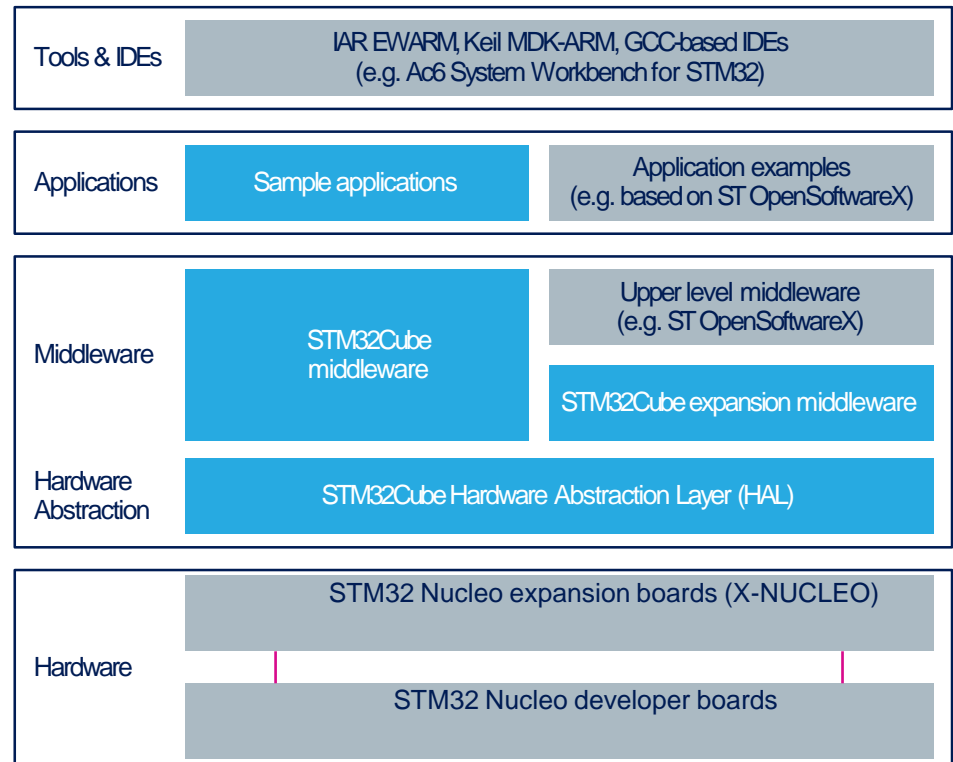 Tools & IDEs
IAR EWARM, Keil MDK-ARM, GCC-based IDEs
(e.g. Ac6 System Workbench for STM32)
Applications
Sample applications
Application examples
(e.g. based on ST OpenSoftwareX)
Middleware
STM32Cube
middleware
Upper level middleware
(e.g. ST OpenSoftwareX)
STM32Cube expansion middleware
Hardware
Abstraction
STM32Cube Hardware Abstraction Layer (HAL)
Hardware
STM32 Nucleo expansion boards (X-NUCLEO)
STM32 Nucleo developer boards